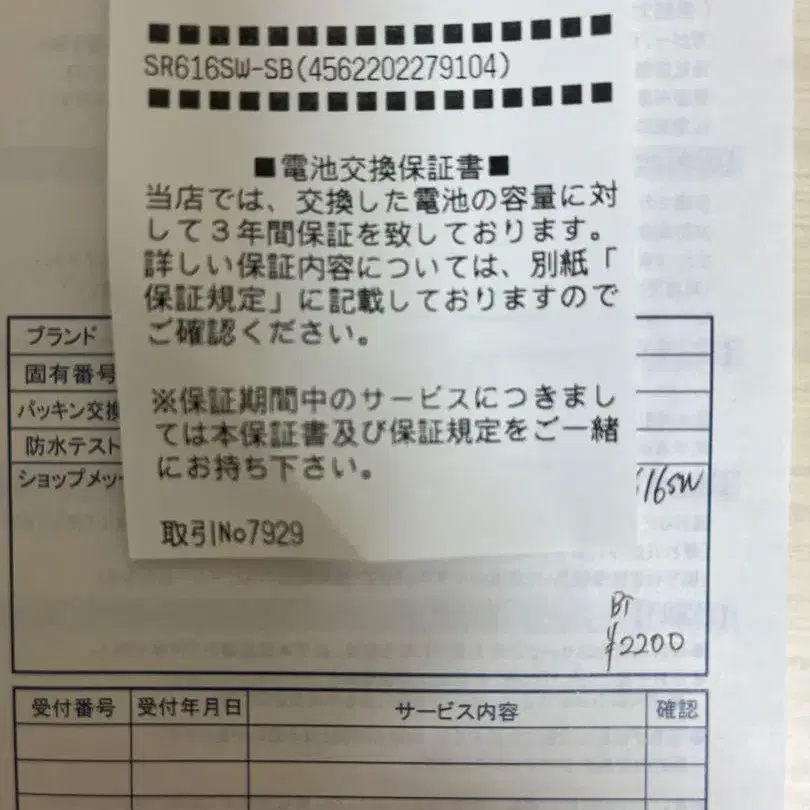 ■■■■■■■■■■■■■■■■■■■
SR616SW-SB(4562202279104)
■■■■■■■■■■■■■■■■■■■
■電池交換保証書■
当店では、交換した電池の容量に対
して３年間保証を致しております。
詳しい保証内容については、別紙「
保証規定」に記載しておりますので
ご確認ください。
※保証期間中のサービスにつきまし
ては本保証書及び保証規定をご一緒
にお持ち下さい。
取引No7929
ブランド
固有番号
パッキン交換
防水テスト
ショップメッセ
616SW
BT
¥2200
受付番号 受付年月日 サービス内容 確認